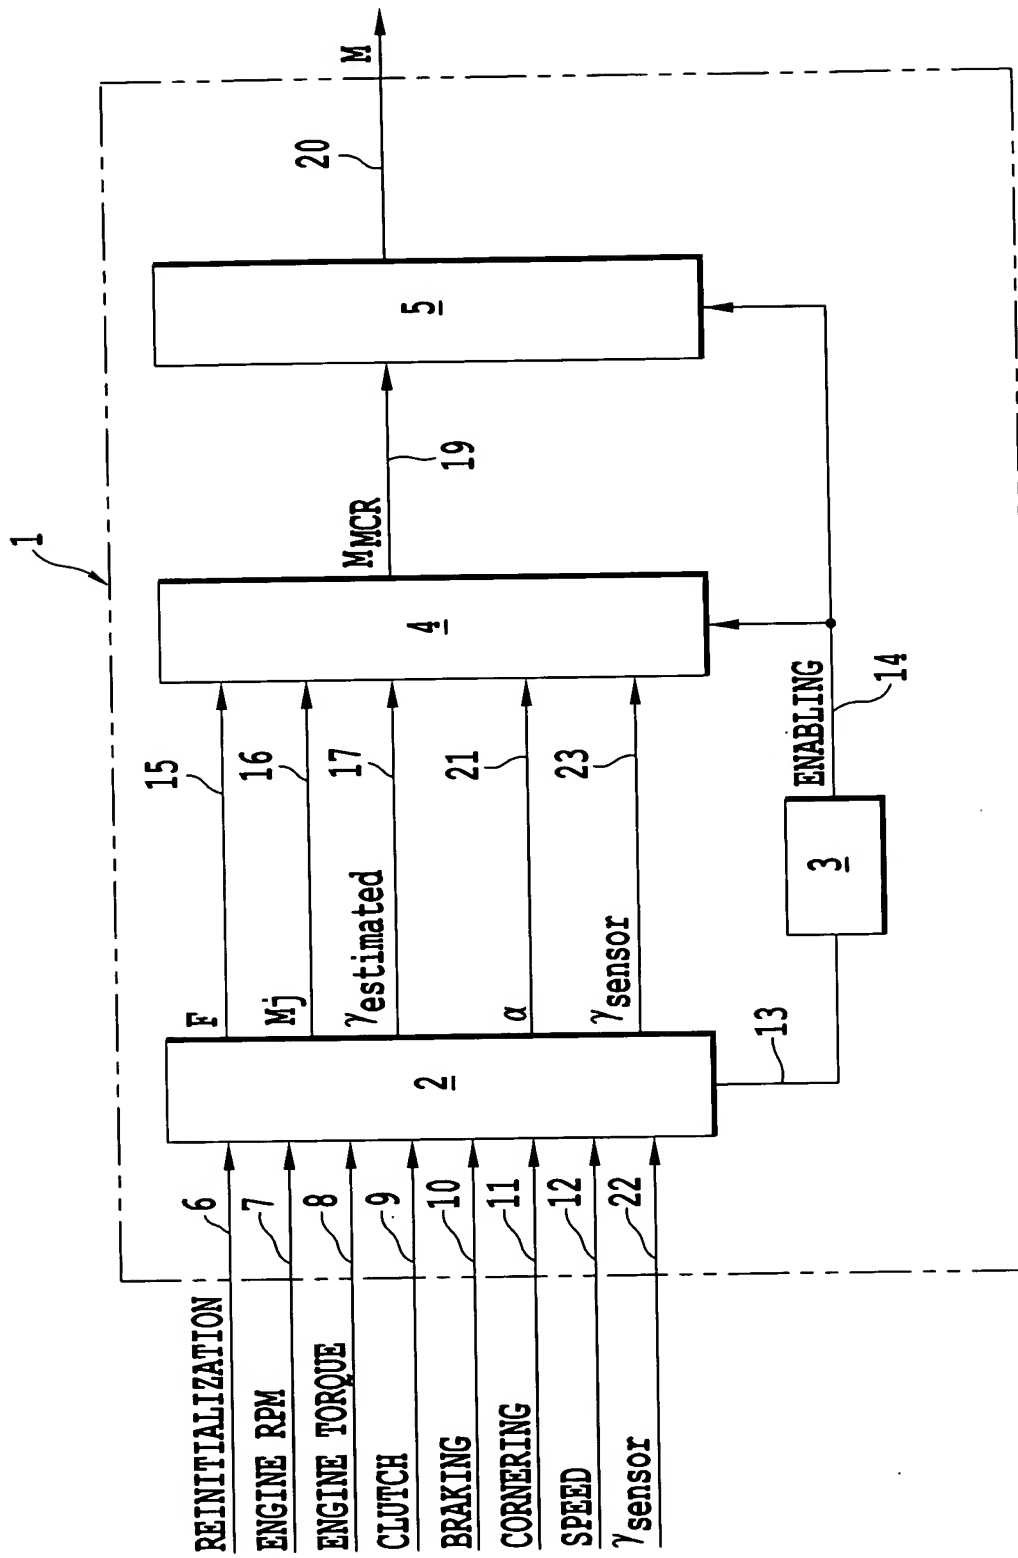 1
REINITIALIZATION
6
ENGINE RPM
7
ENGINE TORQUE
8
CLUTCH
9
BRAKING
10
CORNERING
11
SPEED
12
γsensor
22
2
F
15
Mj
16
γestimated
17
α
21
γsensor
23
13
3
ENABLING
14
4
MMCR
19
5
20
M